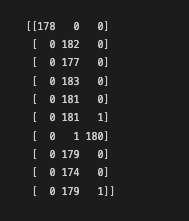 [[178   0   0]
 [  0 182   0]
 [  0 177   0]
 [  0 183   0]
 [  0 181   0]
 [  0 181   1]
 [  0   1 180]
 [  0 179   0]
 [  0 174   0]
 [  0 179   1]]